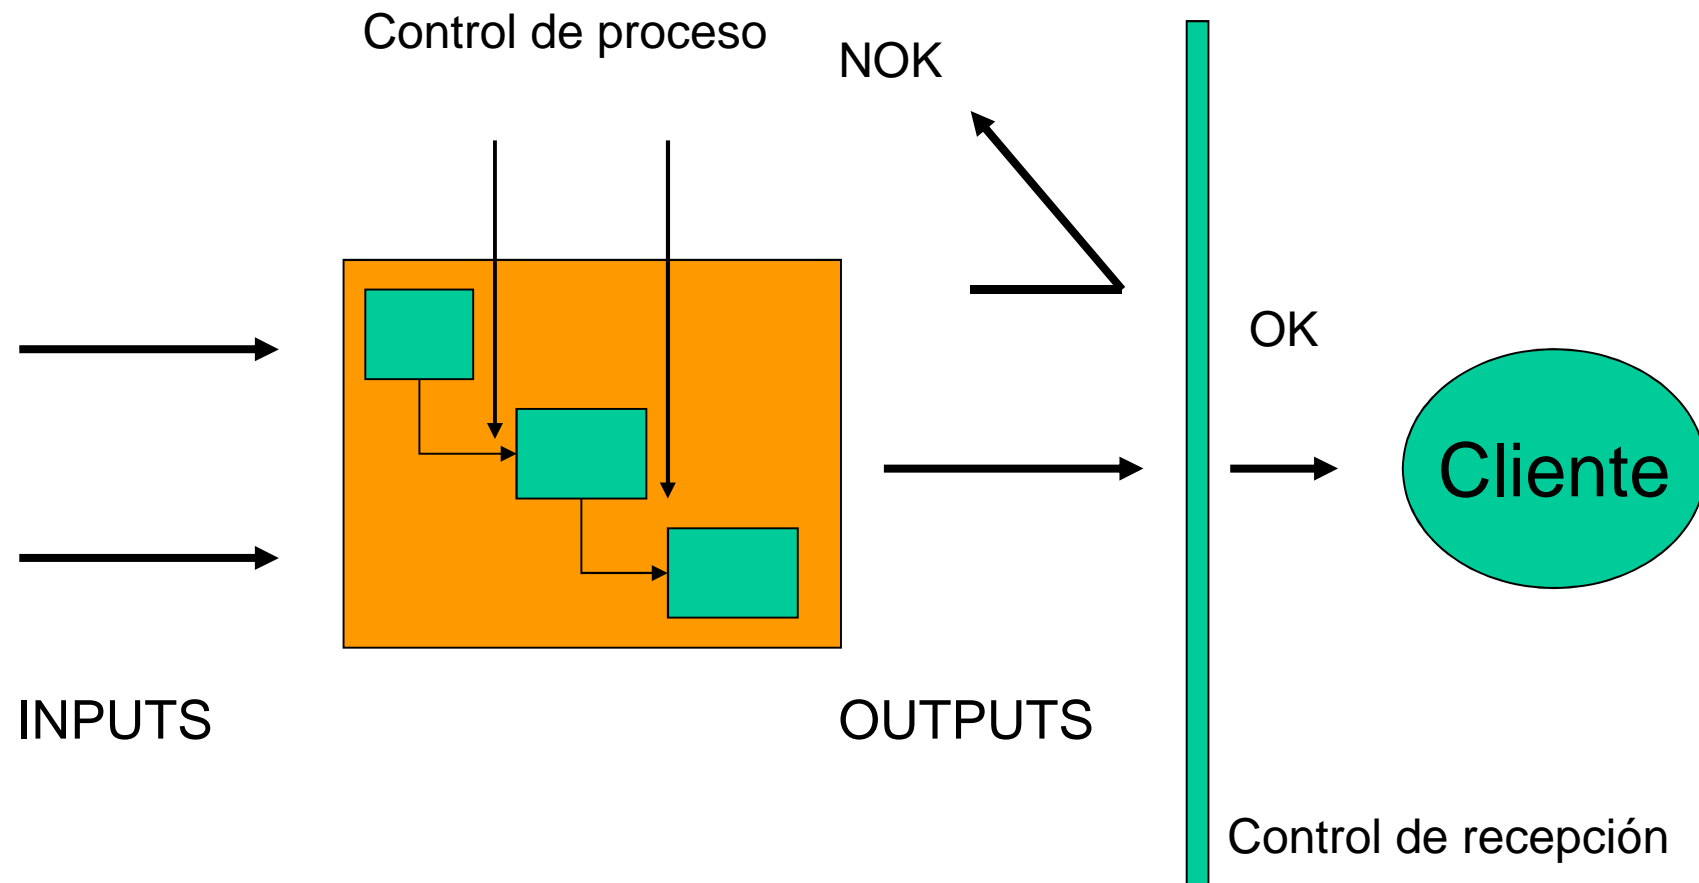 Control de proceso
NOK
OK
Cliente
INPUTS
OUTPUTS
Control de recepción